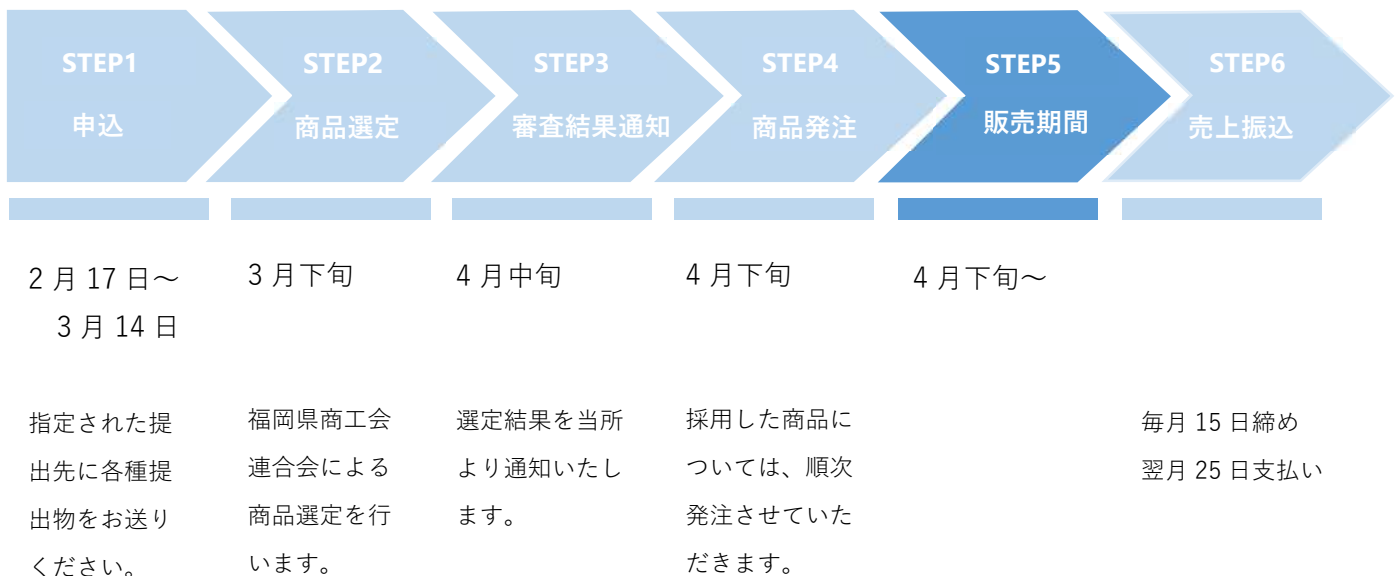 STEP1
申込
STEP2
商品選定
STEP3
審査結果通知
STEP4
商品発注
STEP5
販売期間
STEP6
売上振込
2 月 17 日～
3 月 14 日
3 月下旬
4 月中旬
4 月下旬
4 月下旬～
指定された提
出先に各種提
出物をお送り
ください。
福岡県商工会
連合会による
商品選定を行
います。
選定結果を当所
より通知いたし
ます。
採用した商品に
ついては、順次
発注させていた
だきます。
毎月 15 日締め
翌月 25 日支払い